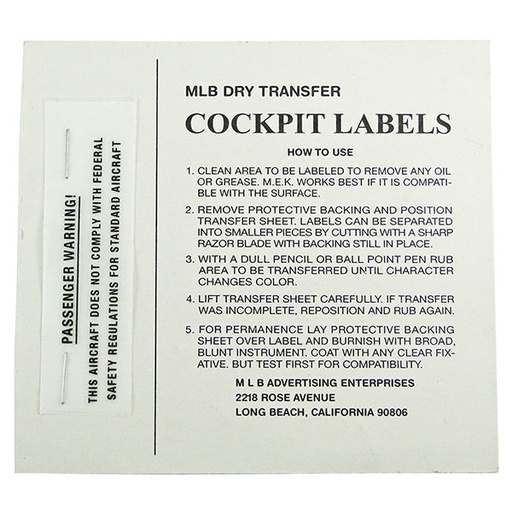 PASSENGER WARNING!
THIS AIRCRAFT DOES NOT COMPLY WITH FEDERAL
SAFETY REGULATIONS FOR STANDARD AIRCRAFT
MLB DRY TRANSFER
COCKPIT LABELS
HOW TO USE
1. CLEAN AREA TO BE LABELED TO REMOVE ANY OIL
OR GREASE. M.E.K. WORKS BEST IF IT IS COMPATI-
BLE WITH THE SURFACE.
2. REMOVE PROTECTIVE BACKING AND POSITION
TRANSFER SHEET. LABELS CAN BE SEPARATED
INTO SMALLER PIECES BY CUTTING WITH A SHARP
RAZOR BLADE WITH BACKING STILL IN PLACE.
3. WITH A DULL PENCIL OR BALL POINT PEN RUB
AREA TO BE TRANSFERRED UNTIL CHARACTER
CHANGES COLOR.
4. LIFT TRANSFER SHEET CAREFULLY. IF TRANSFER
WAS INCOMPLETE, REPOSITION AND RUB AGAIN.
5. FOR PERMANENCE LAY PROTECTIVE BACKING
SHEET OVER LABEL AND BURNISH WITH BROAD,
BLUNT INSTRUMENT. COAT WITH ANY CLEAR FIX-
ATIVE. BUT TEST FIRST FOR COMPATIBILITY.
M L B ADVERTISING ENTERPRISES
2218 ROSE AVENUE
LONG BEACH, CALIFORNIA 90806